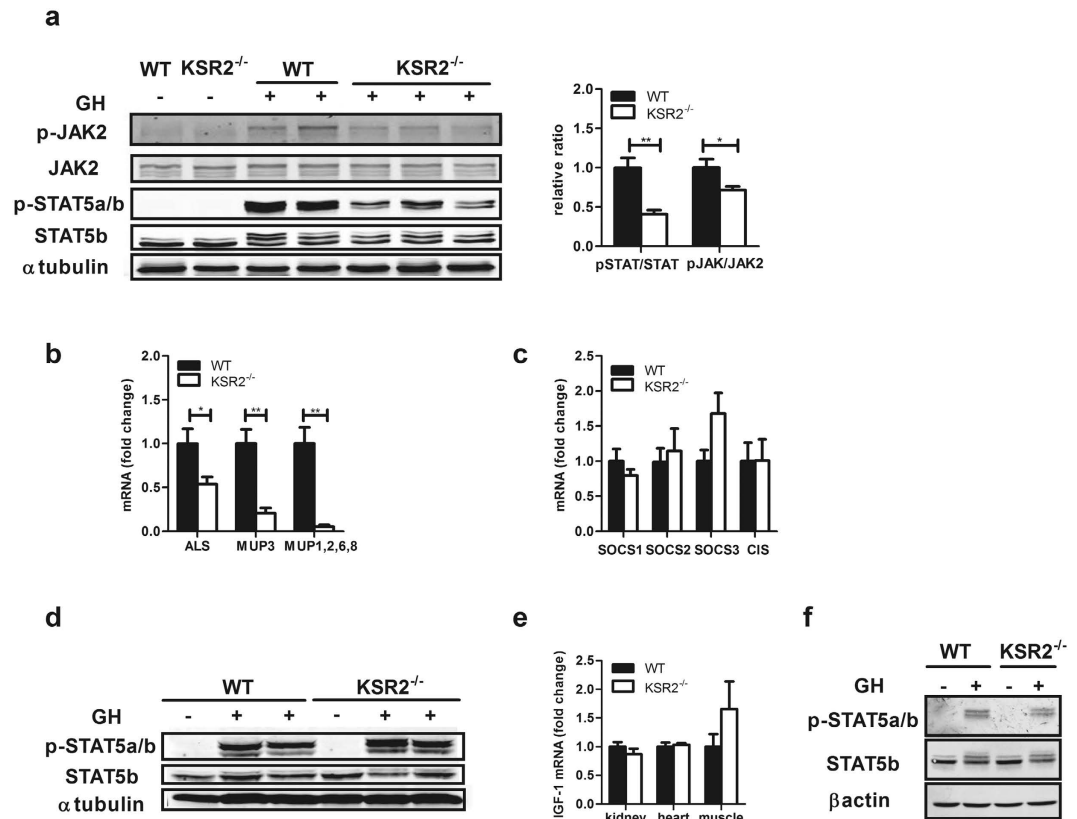 a
WT KSR2-/- WT KSR2-/-
GH - - + + + + +
p-JAK2
JAK2
p-STAT5a/b
STAT5b
α tubulin
relative ratio
2.0
1.5
1.0
0.5
0.0
WT
KSR2-/-
** *
pSTAT/STAT pJAK/JAK2
b
mRNA (fold change)
2.0
1.5
1.0
0.5
0.0
WT
KSR2-/-
* ** **
ALS MUP3 MUP1,2,6,8
c
mRNA (fold change)
2.5
2.0
1.5
1.0
0.5
0.0
WT
KSR2-/-
SOCS1 SOCS2 SOCS3 CIS
d
WT KSR2-/-
GH - + + - + +
p-STAT5a/b
STAT5b
α tubulin
e
IGF-1 mRNA (fold change)
2.5
2.0
1.5
1.0
0.5
0.0
WT
KSR2-/-
kidney heart muscle
f
WT KSR2-/-
GH - + - +
p-STAT5a/b
STAT5b
β actin